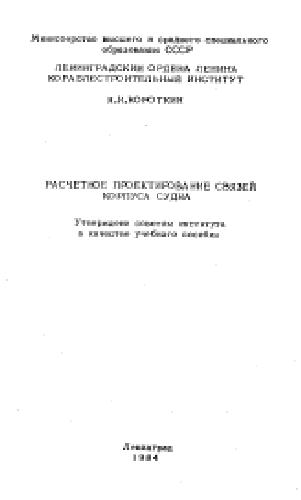 Министерство высшего и среднего специального
образования СССР
ЛЕНИНГРАДСКИЙ ОРДЕНА ЛЕНИНА
КОРАБЛЕСТРОИТЕЛЬНЫЙ ИНСТИТУТ
Я.И.КОРОТКИН
РАСЧЕТНОЕ ПРОЕКТИРОВАНИЕ СВЯЗЕЙ
КОРПУСА СУДНА
Утверждено советом института
в качестве учебного пособия
Ленинград
1984